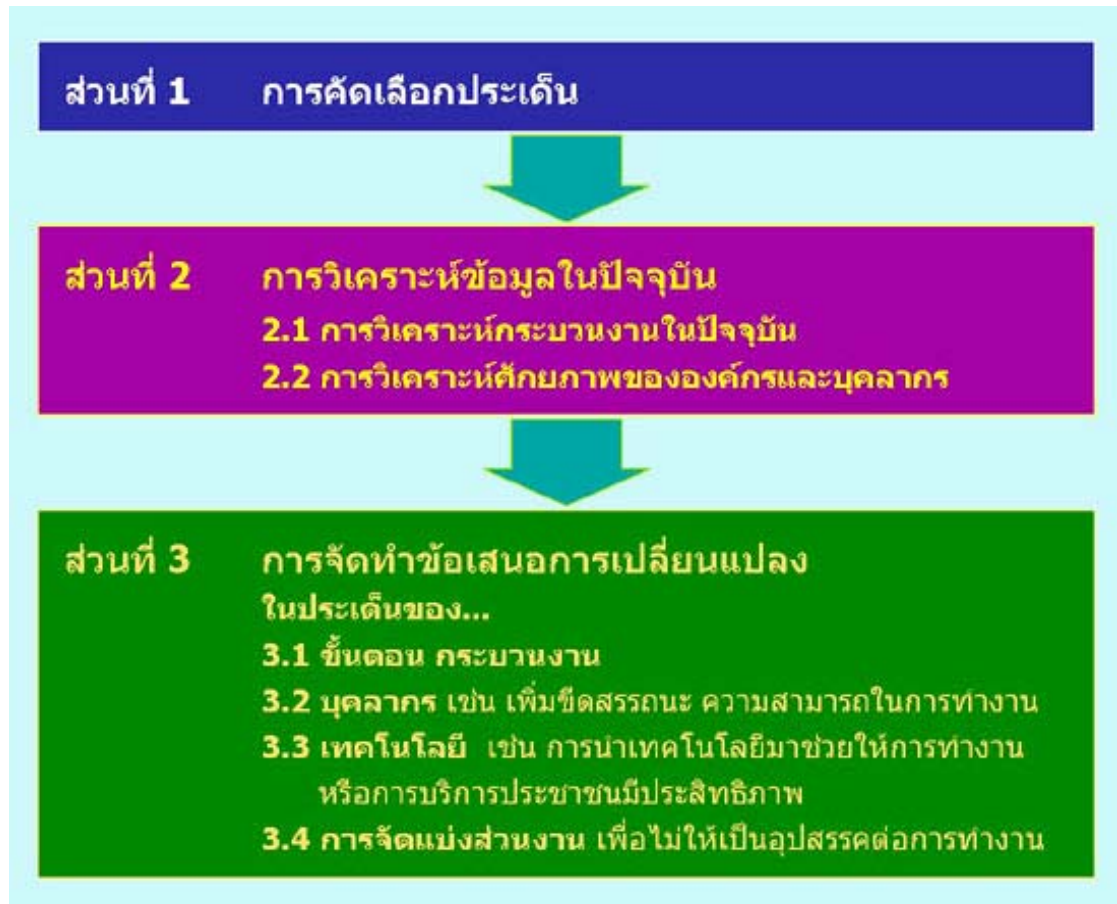 ส่วนที่ 1 การคัดเลือกประเด็น
ส่วนที่ 2 การวิเคราะห์ข้อมูลในปัจจุบัน
2.1 การวิเคราะห์กระบวนงานในปัจจุบัน
2.2 การวิเคราะห์ศักยภาพขององค์กรและบุคลากร
ส่วนที่ 3 การจัดทำข้อเสนอการเปลี่ยนแปลง
ในประเด็นของ...
3.1 ขั้นตอน กระบวนงาน
3.2 บุคลากร เช่น เพิ่มขีดสรรถนะ ความสามารถในการทำงาน
3.3 เทคโนโลยี เช่น การนำเทคโนโลยีมาช่วยให้การทำงาน
หรือการบริการประชาชนมีประสิทธิภาพ
3.4 การจัดแบ่งส่วนงาน เพื่อไม่ให้เป็นอุปสรรคต่อการทำงาน